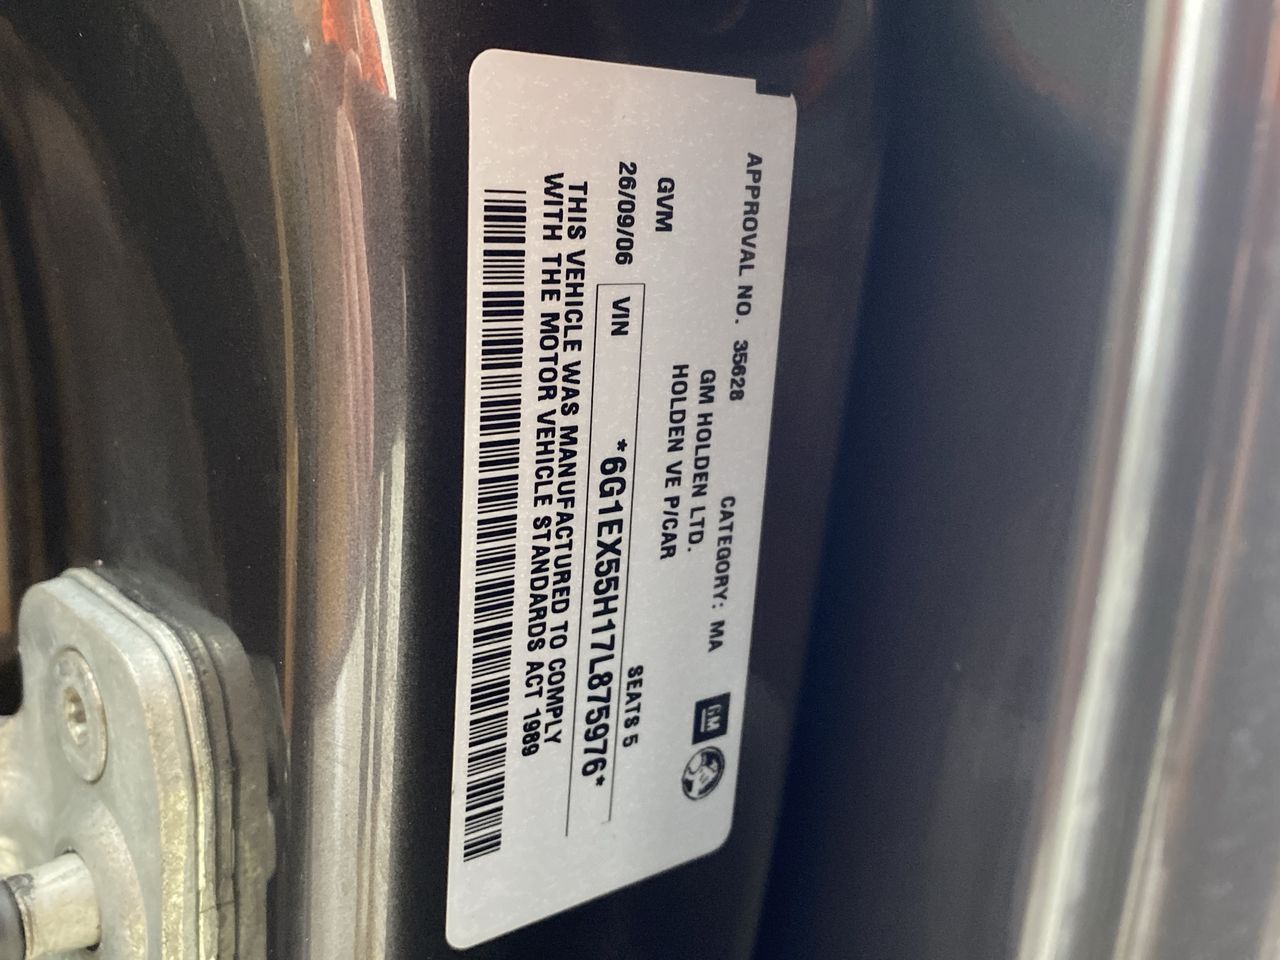 APPROVAL NO. 35628 CATEGORY: MA
GM HOLDEN LTD.
HOLDEN VE P/CAR
GM
GVM SEATS 5
26/09/06 VIN *6G1EX55H17L875976*
THIS VEHICLE WAS MANUFACTURED TO COMPLY
WITH THE MOTOR VEHICLE STANDARDS ACT 1989